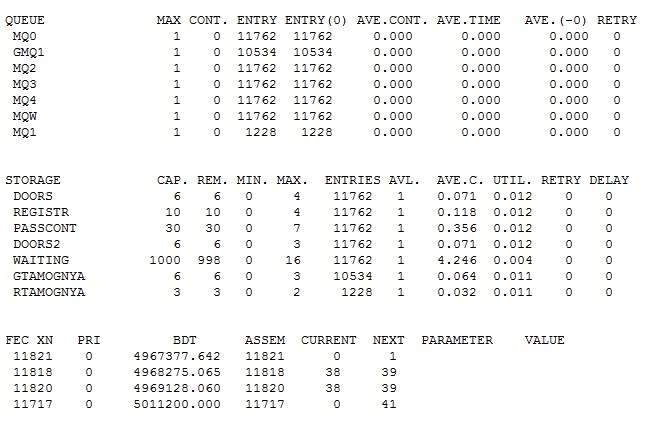 QUEUE MAX CONT. ENTRY ENTRY(0) AVE.CONT. AVE.TIME AVE.(-0) RETRY
MQ0 1 0 11762 11762 0.000 0.000 0.000 0
GMQ1 1 0 10534 10534 0.000 0.000 0.000 0
MQ2 1 0 11762 11762 0.000 0.000 0.000 0
MQ3 1 0 11762 11762 0.000 0.000 0.000 0
MQ4 1 0 11762 11762 0.000 0.000 0.000 0
MQW 1 0 11762 11762 0.000 0.000 0.000 0
MQ1 1 0 1228 1228 0.000 0.000 0.000 0
STORAGE CAP. REM. MIN. MAX. ENTRIES AVL. AVE.C. UTIL. RETRY DELAY
DOORS 6 6 0 4 11762 1 0.071 0.012 0 0
REGISTR 10 10 0 4 11762 1 0.118 0.012 0 0
PASSCONT 30 30 0 7 11762 1 0.356 0.012 0 0
DOORS2 6 6 0 3 11762 1 0.071 0.012 0 0
WAITING 1000 998 0 16 11762 1 4.246 0.004 0 0
GTAMOGNYA 6 6 0 3 10534 1 0.064 0.011 0 0
RTAMOGNYA 3 3 0 2 1228 1 0.032 0.011 0 0
FEC XN PRI BDT ASSEM CURRENT NEXT PARAMETER VALUE
11821 0 4967377.642 11821 0 1
11818 0 4968275.065 11818 38 39
11820 0 4969128.060 11820 38 39
11717 0 5011200.000 11717 0 41